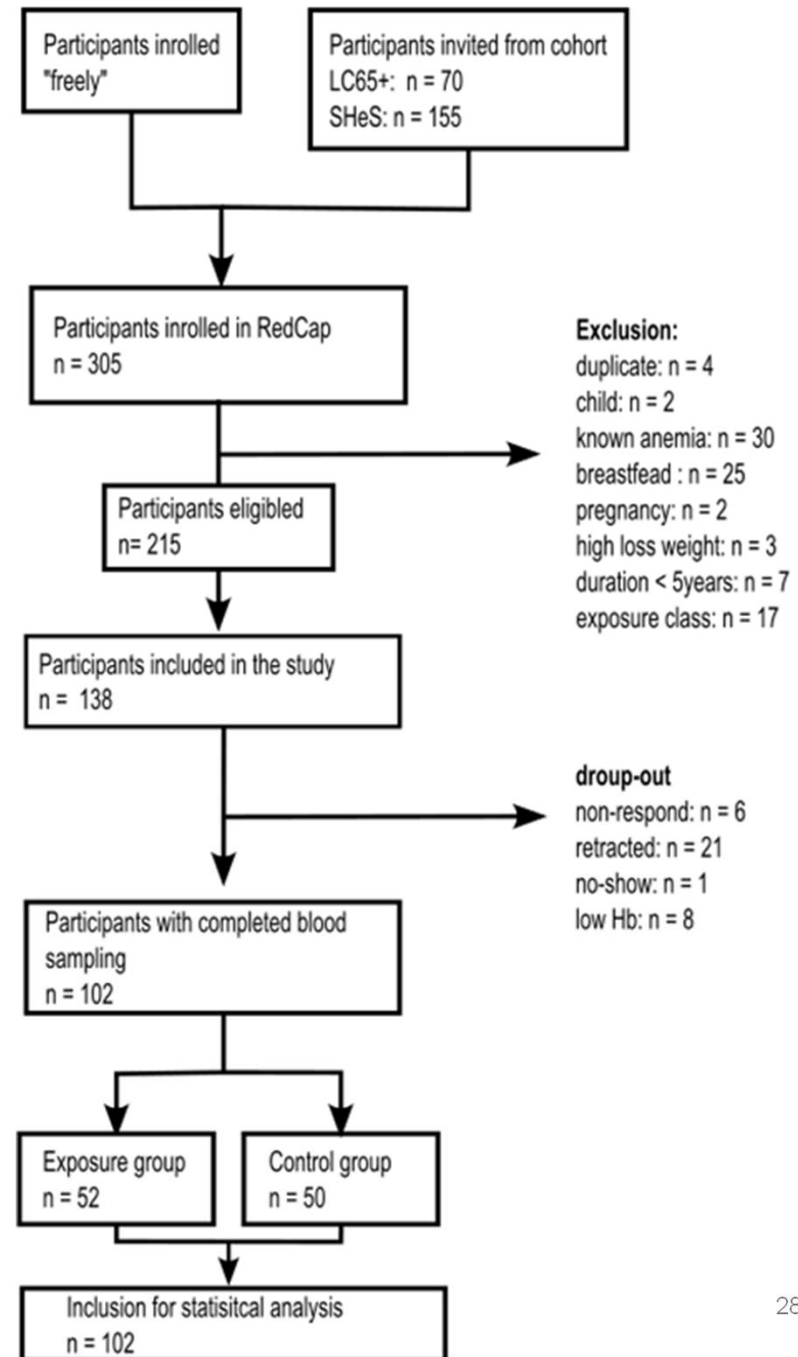 Participants inrolled
"freely"
Participants invited from cohort
LC65+: n = 70
SHeS: n = 155
Participants inrolled in RedCap
n = 305
Exclusion:
duplicate: n = 4
child: n = 2
known anemia: n = 30
breastfead : n = 25
pregnancy: n = 2
high loss weight: n = 3
duration < 5years: n = 7
exposure class: n = 17
Participants eligibled
n= 215
Participants included in the study
n = 138
droup-out
non-respond: n = 6
retracted: n = 21
no-show: n = 1
low Hb: n = 8
Participants with completed blood
sampling
n = 102
Exposure group
n = 52
Control group
n = 50
Inclusion for statisitcal analysis
n = 102
28